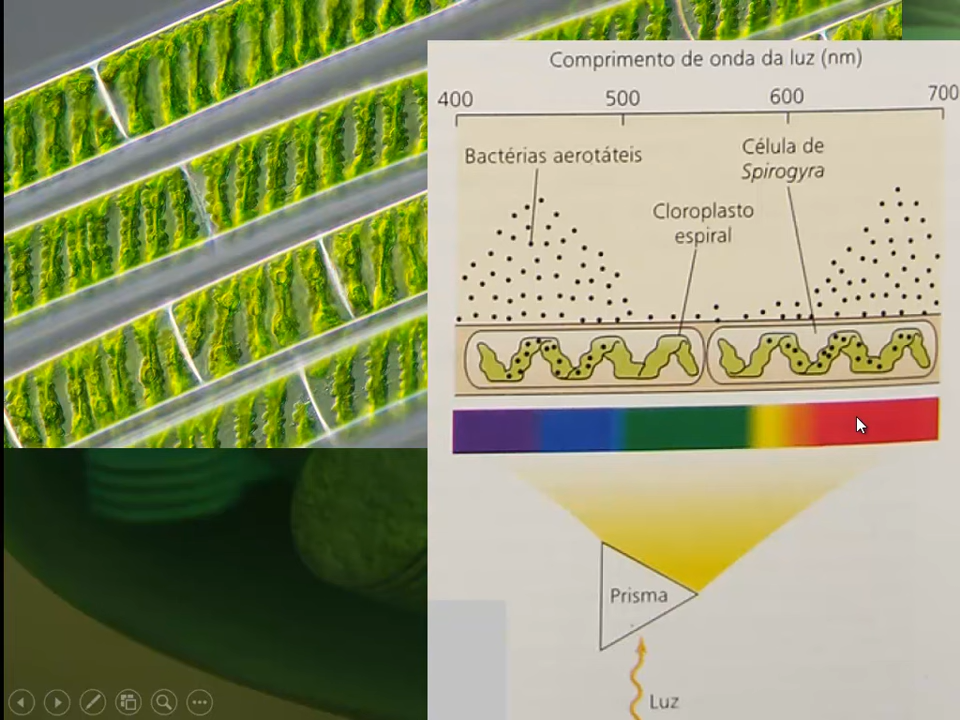 Comprimento de onda da luz (nm)
400 500 600 700
Bactérias aerotáteis
Célula de
Spirogyra
Cloroplasto
espiral
Prisma
Luz